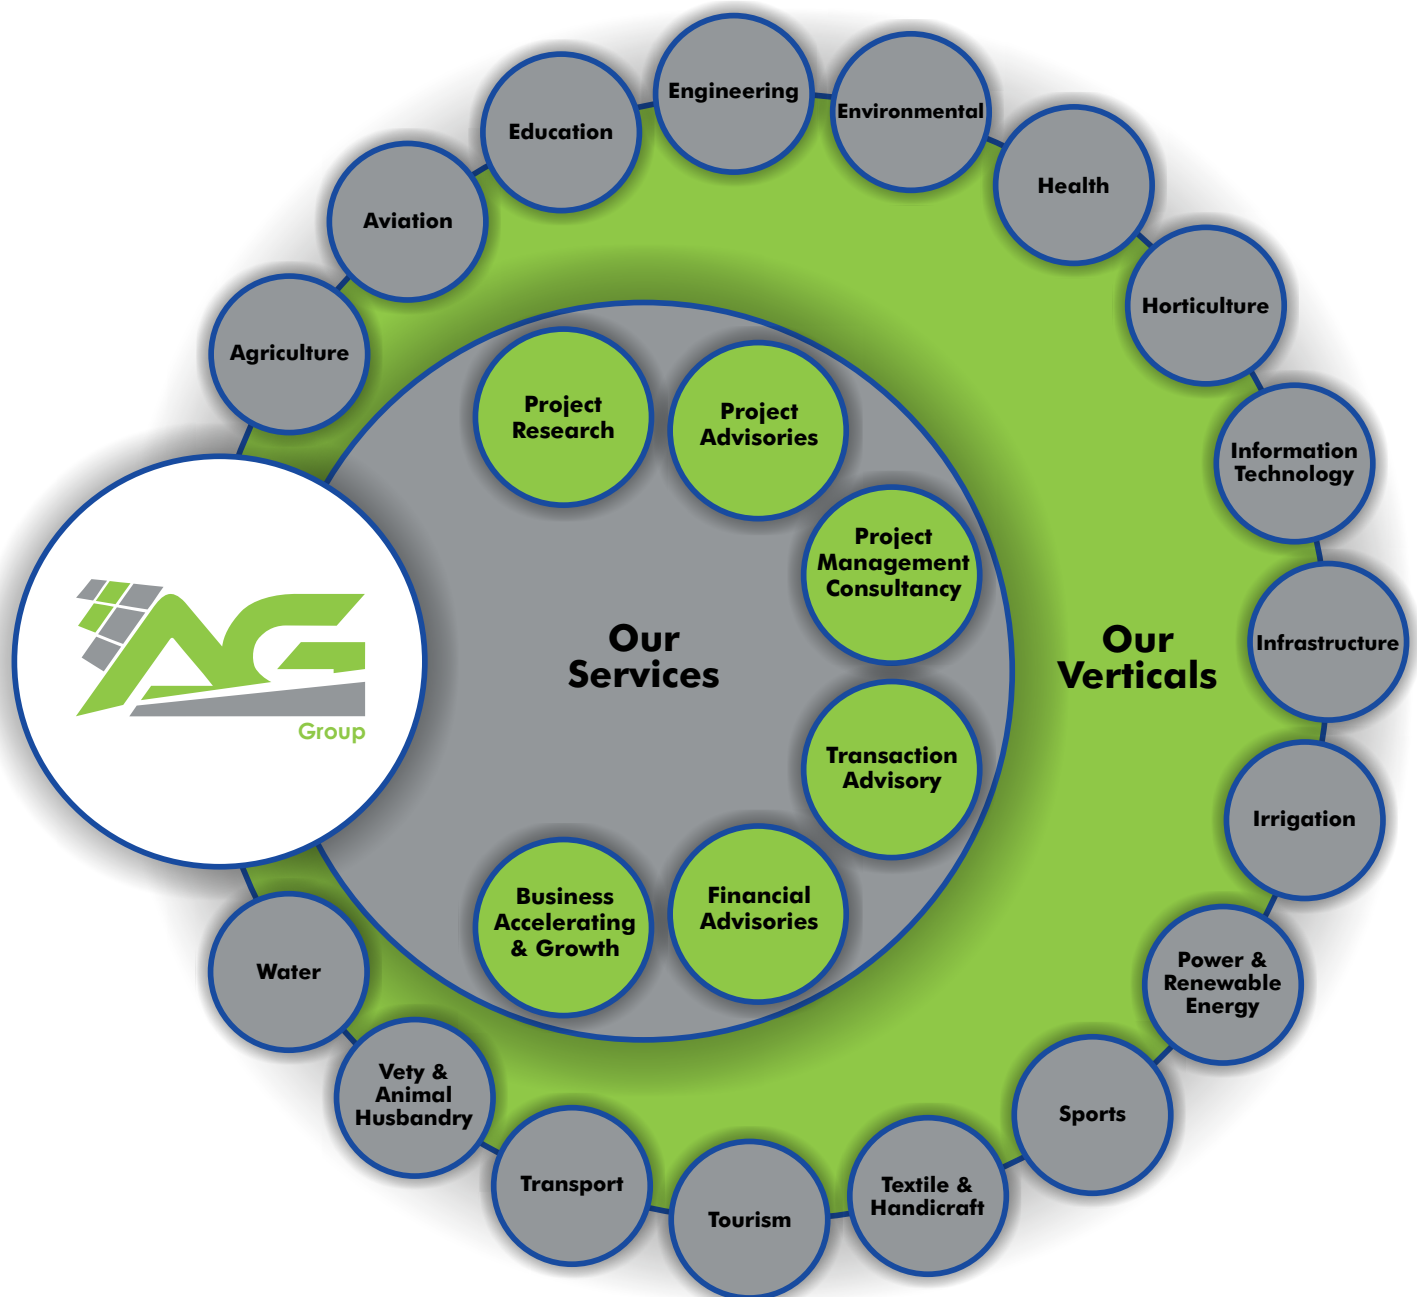 Engineering
Environmental
Education
Health
Aviation
Horticulture
Agriculture
Project
Research
Project
Advisories
Information
Technology
Project
Management
Consultancy
AG
Group
Our
Services
Our
Verticals
Infrastructure
Transaction
Advisory
Irrigation
Business
Accelerating
& Growth
Financial
Advisories
Water
Power &
Renewable
Energy
Vety &
Animal
Husbandry
Sports
Transport
Tourism
Textile &
Handicraft